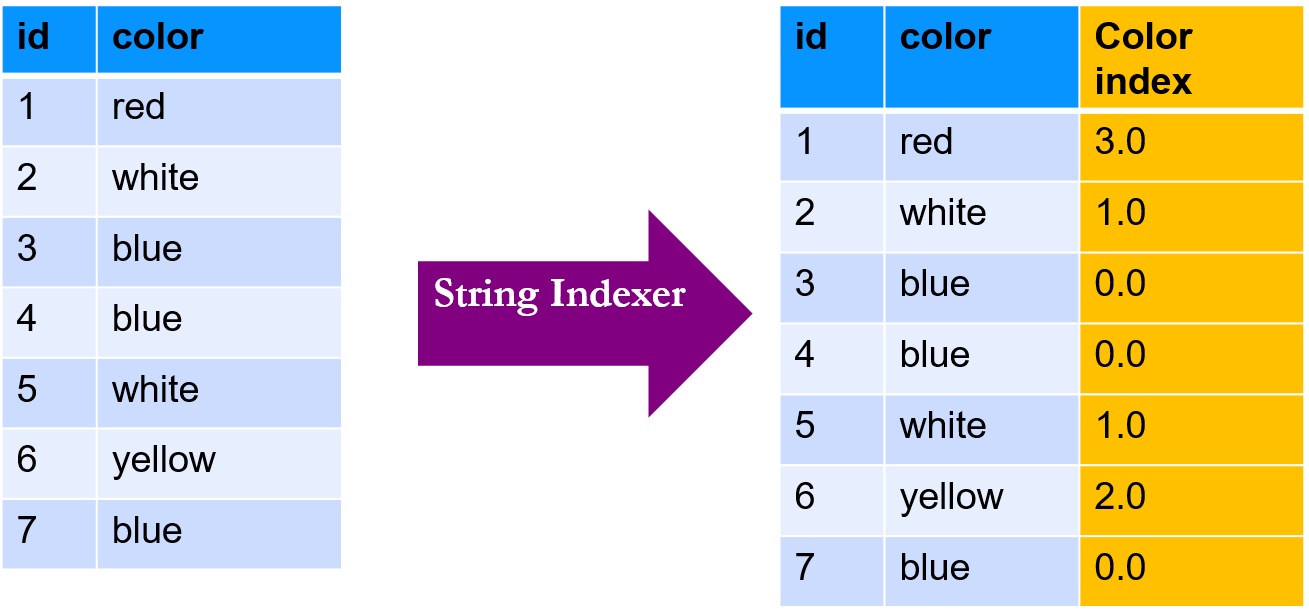 id color
1 red
2 white
3 blue
4 blue
5 white
6 yellow
7 blue
String Indexer
id color Color
index
1 red 3.0
2 white 1.0
3 blue 0.0
4 blue 0.0
5 white 1.0
6 yellow 2.0
7 blue 0.0